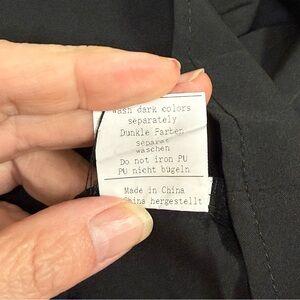 wash dark colors
separately
Dunkle Farben
separat
waschen
Do not iron PU
PU nicht bügeln
Made in China
China hergestellt